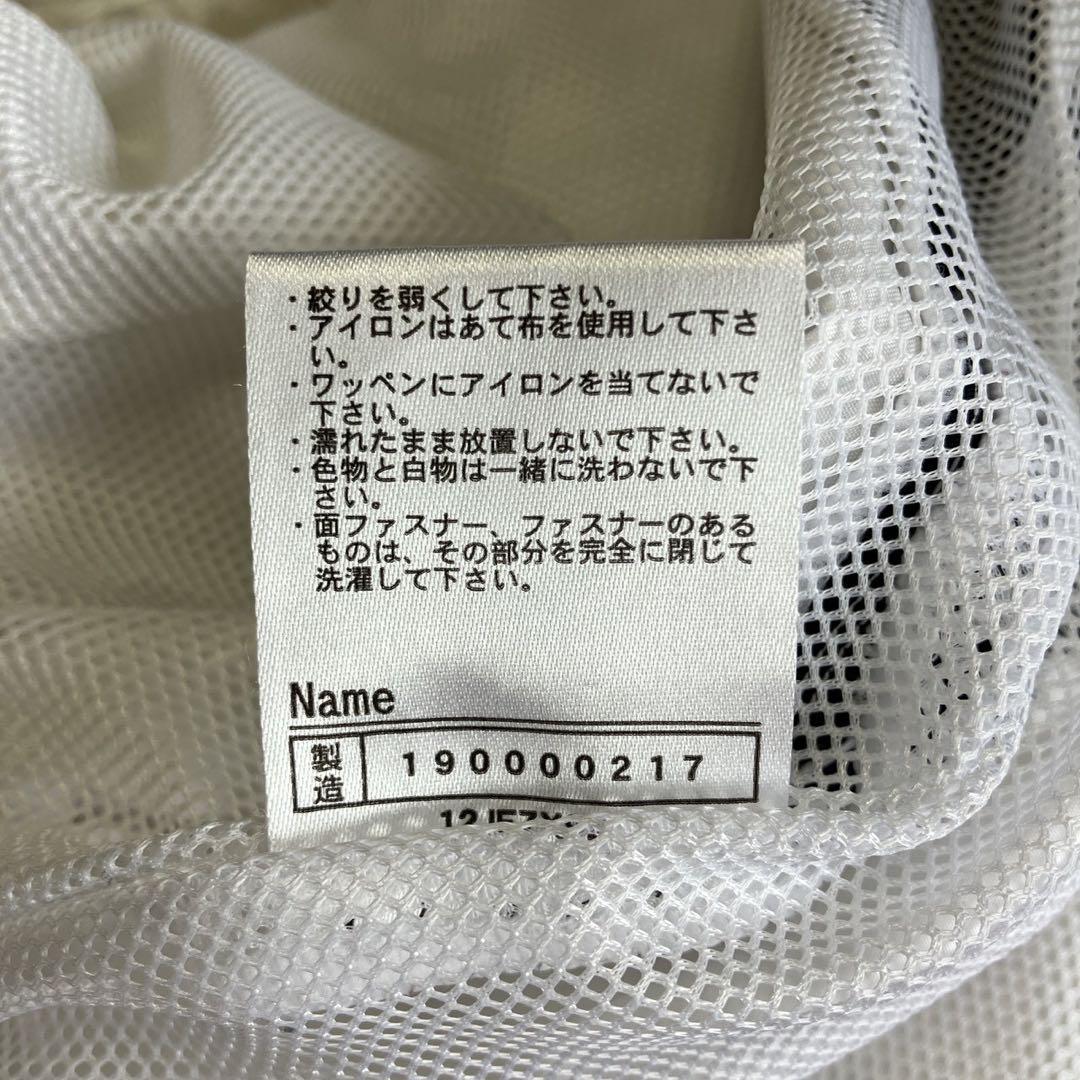 ・絞りを弱くして下さい。
・アイロンはあて布を使用して下さ
い。
・ワッペンにアイロンを当てないで
下さい。
・濡れたまま放置しないで下さい。
・色物と白物は一緒に洗わないで下
さい。
・面ファスナー、ファスナーのある
ものは、その部分を完全に閉じて
洗濯して下さい。
Name
製造 190000217